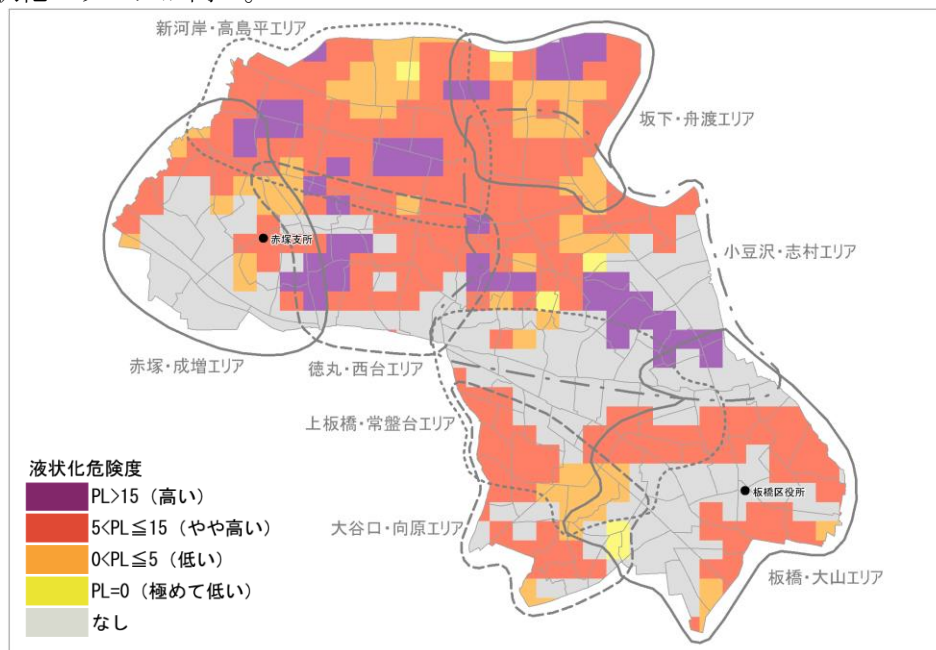 新河岸・高島平エリア
坂下・舟渡エリア
赤塚支所
小豆沢・志村エリア
赤塚・成増エリア
徳丸・西台エリア
上板橋・常盤台エリア
液状化危険度
PL>15（高い）
5<PL≦15（やや高い）
0<PL≦5（低い）
PL=0（極めて低い）
なし
板橋区役所
大谷口・向原エリア
板橋・大山エリア